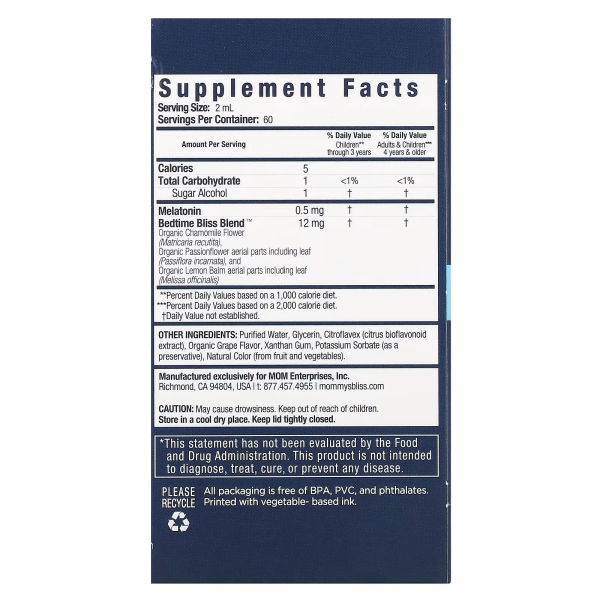 Supplement Facts
Serving Size: 2 mL
Servings Per Container: 60
Amount Per Serving
% Daily Value Children** through 3 years
% Daily Value Adults & Children*** 4 years & older
Calories 5
Total Carbohydrate 1 <1% <1%
Sugar Alcohol 1 † †
Melatonin 0.5 mg † †
Bedtime Bliss Blend ™ 12 mg † †
Organic Chamomile Flower
(Matricaria recutita),
Organic Passionflower aerial parts including leaf
(Passiflora incarnata), and
Organic Lemon Balm aerial parts including leaf
(Melissa officinalis)
**Percent Daily Values based on a 1,000 calorie diet.
***Percent Daily Values based on a 2,000 calorie diet.
†Daily Value not established.
OTHER INGREDIENTS: Purified Water, Glycerin, Citroflavex (citrus bioflavonoid
extract), Organic Grape Flavor, Xanthan Gum, Potassium Sorbate (as a
preservative), Natural Color (from fruit and vegetables).
Manufactured exclusively for MOM Enterprises, Inc.
Richmond, CA 94804, USA | t: 877.457.4955 | mommysbliss.com
CAUTION: May cause drowsiness. Keep out of reach of children.
Store in a cool dry place. Keep lid tightly closed.
*This statement has not been evaluated by the Food
and Drug Administration. This product is not intended
to diagnose, treat, cure, or prevent any disease.
PLEASE
RECYCLE
All packaging is free of BPA, PVC, and phthalates.
Printed with vegetable- based ink.